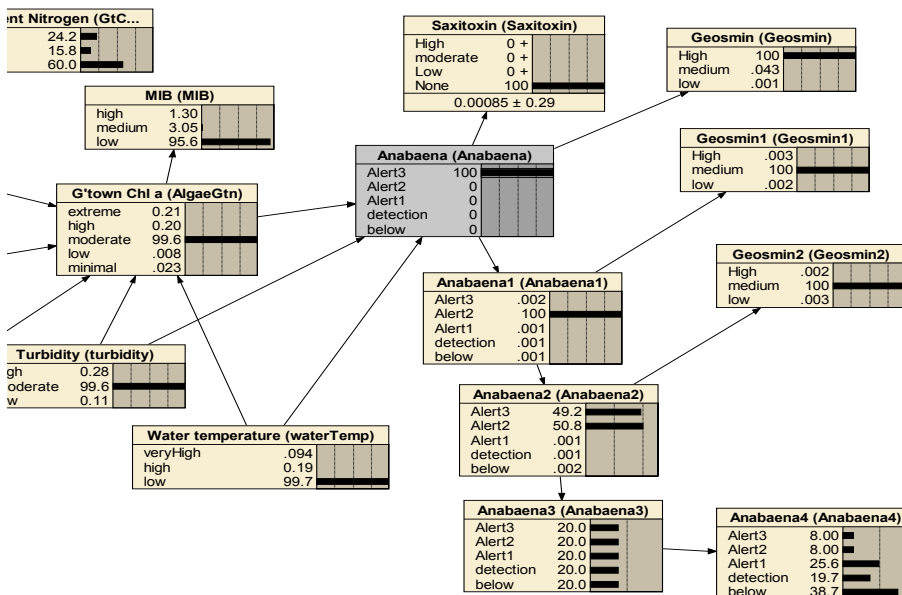 ent Nitrogen (GtC...
24.2
15.8
60.0
MIB (MIB)
high 1.30
medium 3.05
low 95.6
G'town Chl a (AlgaeGtn)
extreme 0.21
high 0.20
moderate 99.6
low .008
minimal .023
Turbidity (turbidity)
gh 0.28
oderate 99.6
w 0.11
Water temperature (waterTemp)
veryHigh .094
high 0.19
low 99.7
Saxitoxin (Saxitoxin)
High 0 +
moderate 0 +
Low 0 +
None 100
0.00085 ± 0.29
Anabaena (Anabaena)
Alert3 100
Alert2 0
Alert1 0
detection 0
below 0
Geosmin (Geosmin)
High 100
medium .043
low .001
Geosmin1 (Geosmin1)
High .003
medium 100
low .002
Anabaena1 (Anabaena1)
Alert3 .002
Alert2 100
Alert1 .001
detection .001
below .001
Geosmin2 (Geosmin2)
High .002
medium 100
low .003
Anabaena2 (Anabaena2)
Alert3 49.2
Alert2 50.8
Alert1 .001
detection .001
below .002
Anabaena3 (Anabaena3)
Alert3 20.0
Alert2 20.0
Alert1 20.0
detection 20.0
below 20.0
Anabaena4 (Anabaena4)
Alert3 8.00
Alert2 8.00
Alert1 25.6
detection 19.7
below 38.7